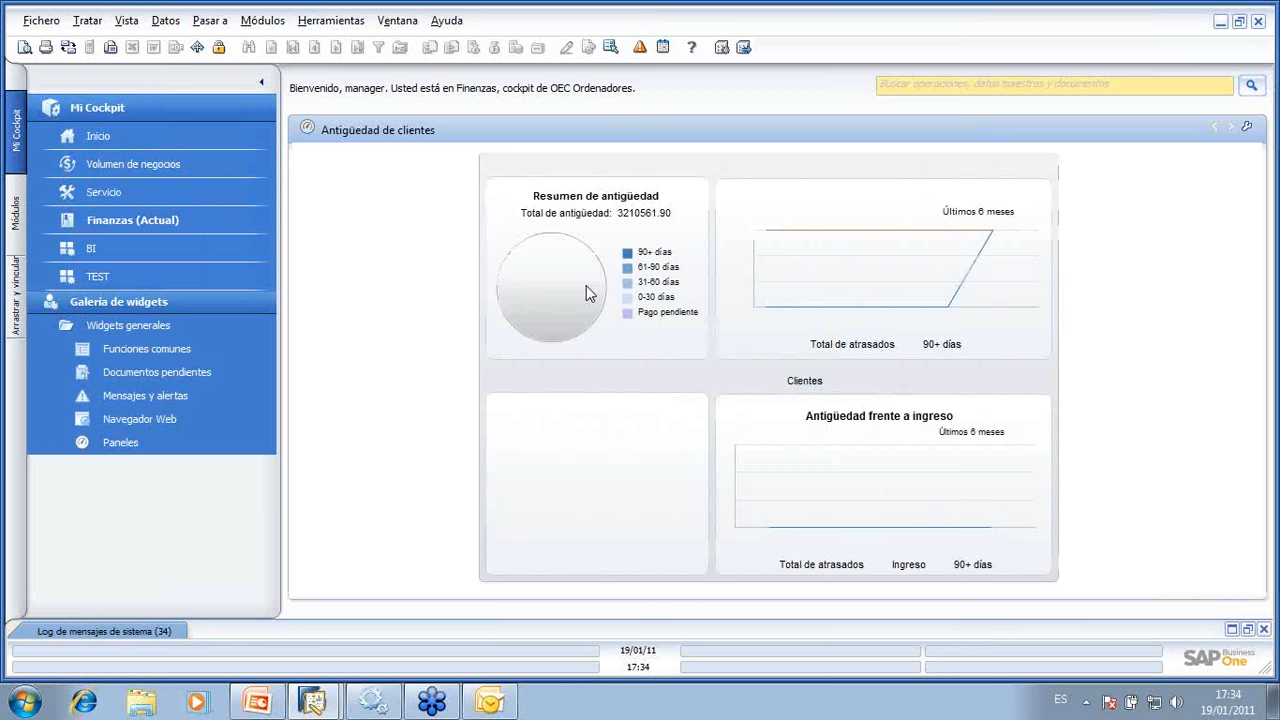 Fichero Tratar Vista Datos Pasar a Módulos Herramientas Ventana Ayuda
Bienvenido, manager. Usted está en Finanzas, cockpit de OEC Ordenadores.
Buscar operaciones, datos maestros y documentos
Mi Cockpit
Módulos
Arrastrar y vincular
Mi Cockpit
Inicio
Volumen de negocios
Servicio
Finanzas (Actual)
BI
TEST
Galería de widgets
Widgets generales
Funciones comunes
Documentos pendientes
Mensajes y alertas
Navegador Web
Paneles
Antigüedad de clientes
Resumen de antigüedad
Total de antigüedad: 3210561.90
90+ días
61-90 días
31-60 días
0-30 días
Pago pendiente
Últimos 6 meses
Total de atrasados 90+ días
Clientes
Antigüedad frente a ingreso
Últimos 6 meses
Total de atrasados Ingreso 90+ días
Log de mensajes de sistema (34)
19/01/11
17:34
SAP Business One
ES
17:34
19/01/2011